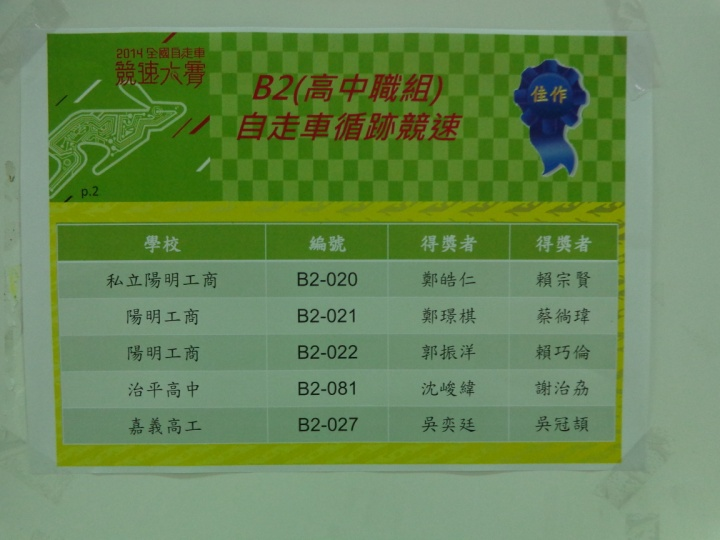 2014 全國自走車
競速大賽
B2(高中職組)
自走車循跡競速
佳作
p.2
學校 編號 得獎者 得獎者
私立陽明工商 B2-020 鄭皓仁 賴宗賢
陽明工商 B2-021 鄭璟棋 蔡徜瑋
陽明工商 B2-022 郭振洋 賴巧倫
治平高中 B2-081 沈峻緯 謝治劦
嘉義高工 B2-027 吳奕廷 吳冠頡